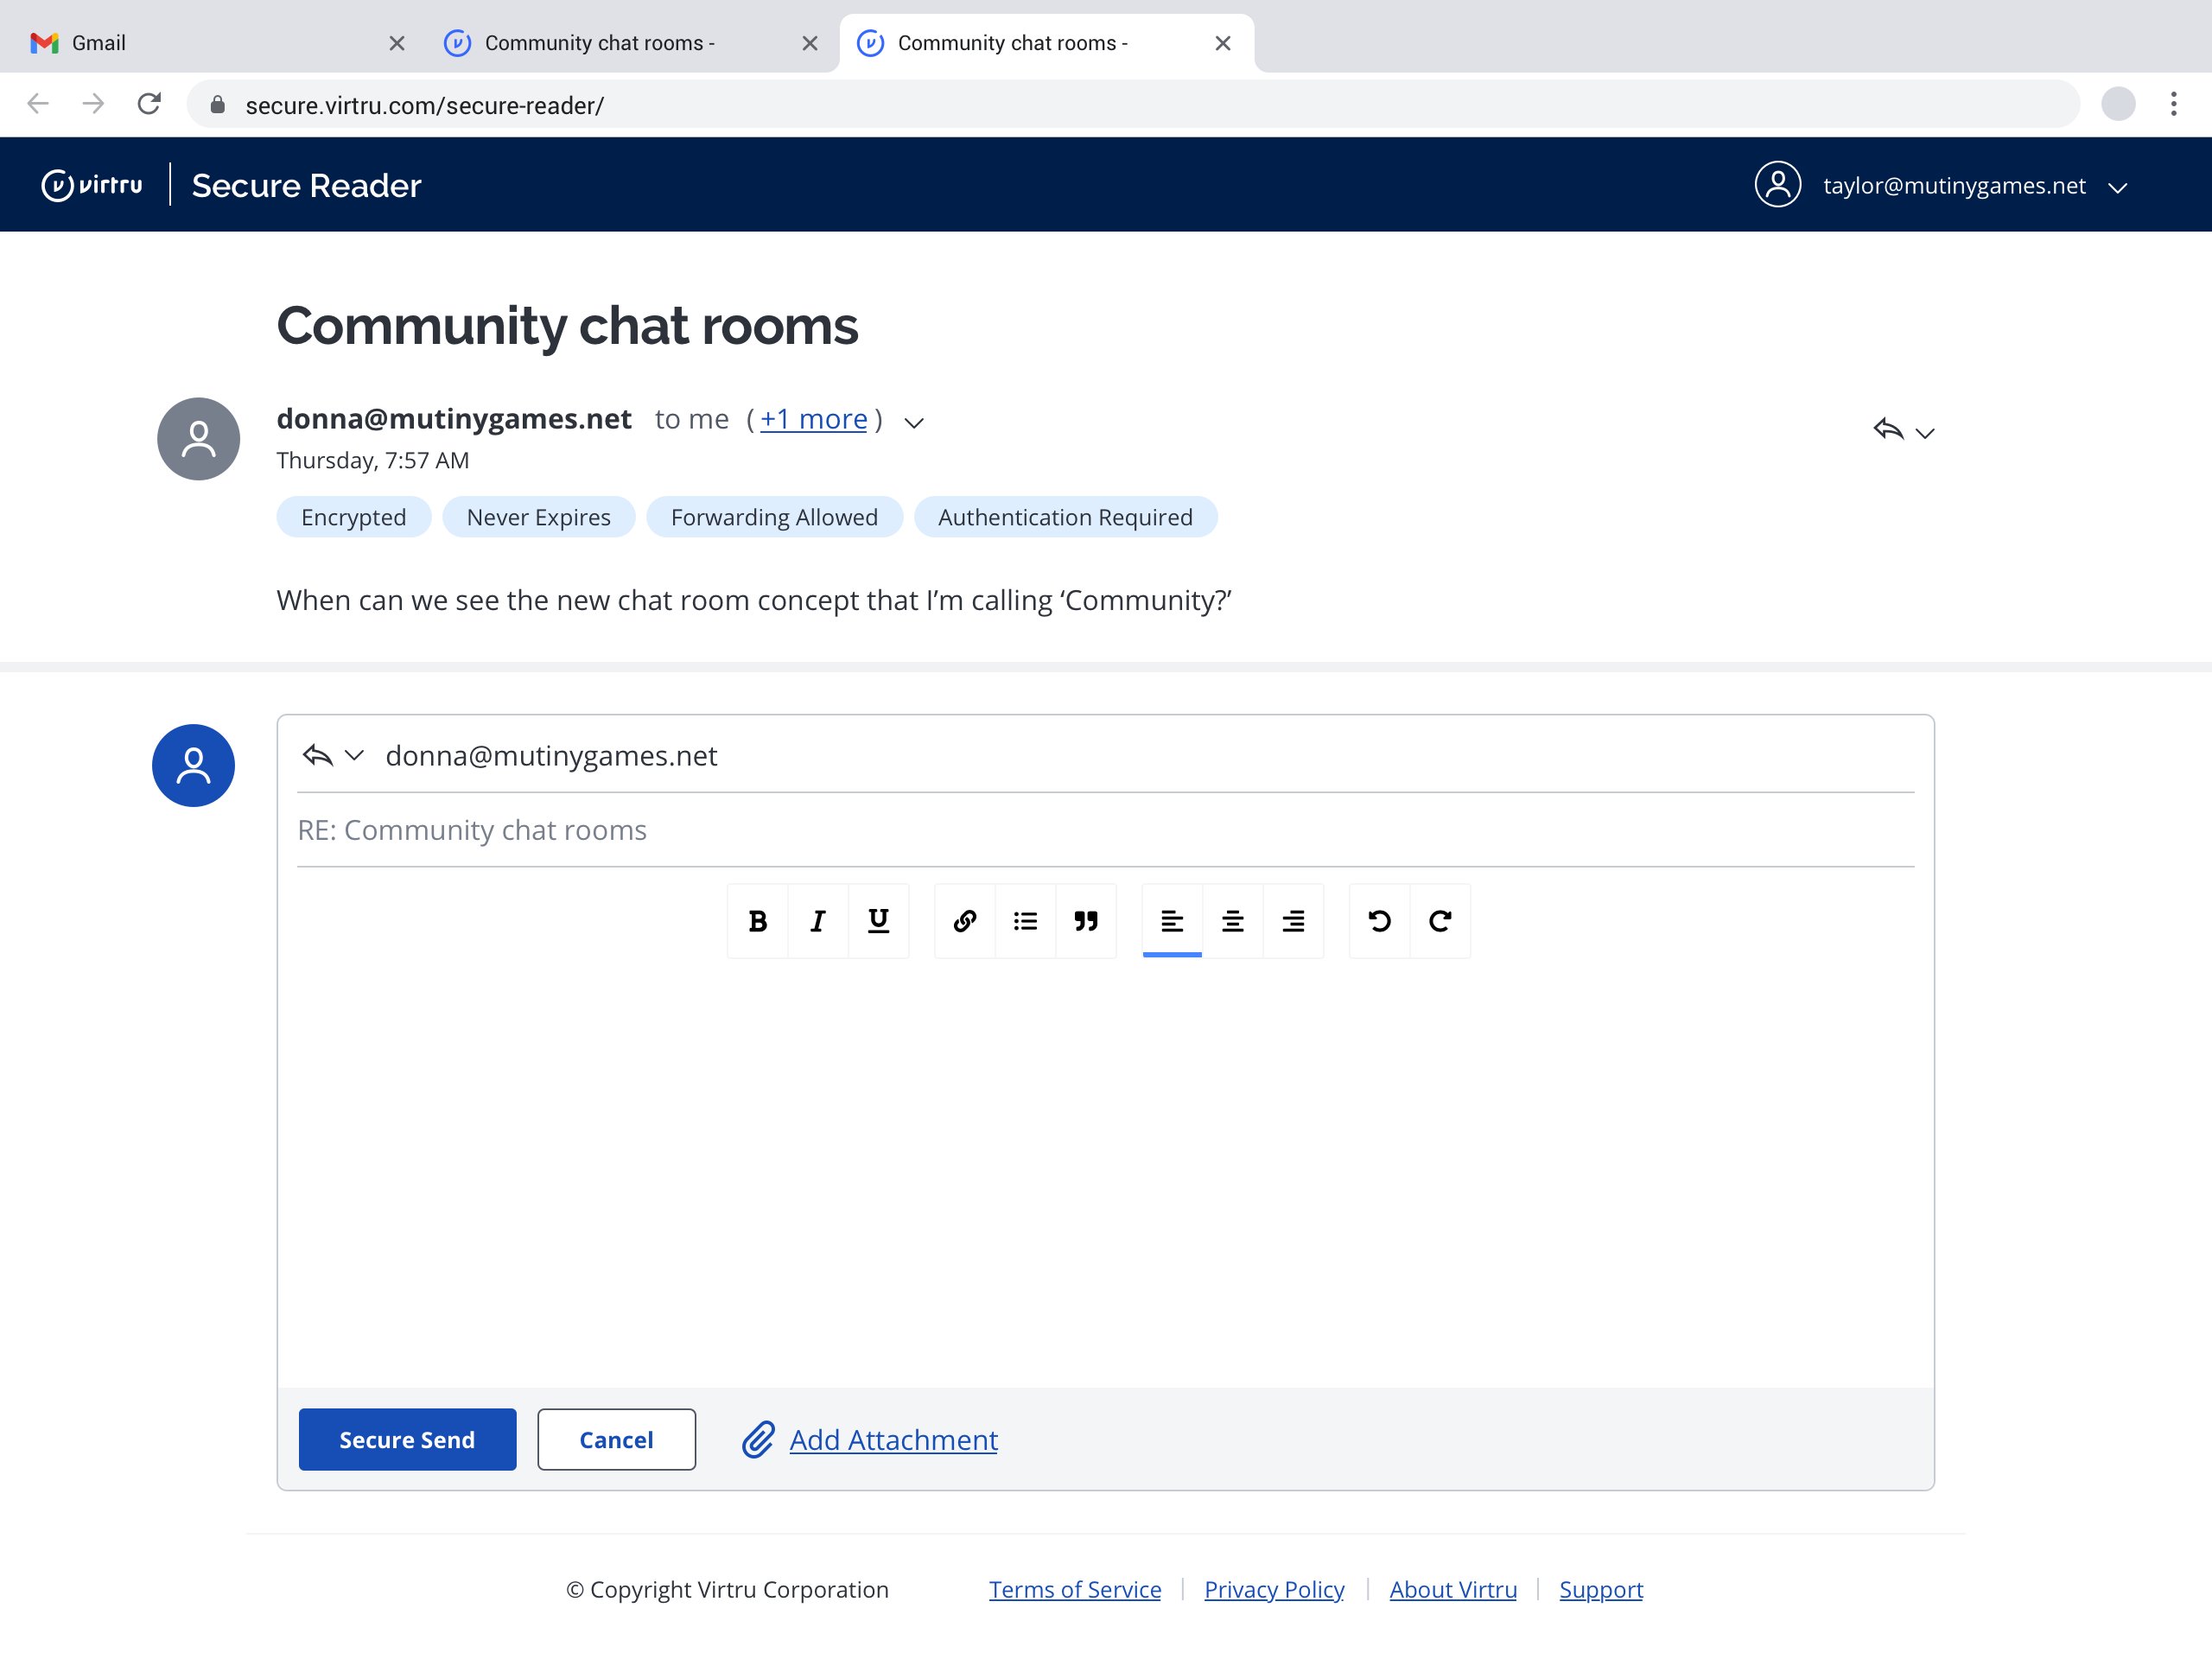 Gmail
Community chat rooms -
Community chat rooms -
secure.virtru.com/secure-reader/
virtru
Secure Reader
taylor@mutinygames.net
Community chat rooms
donna@mutinygames.net to me (+1 more)
Thursday, 7:57 AM
Encrypted
Never Expires
Forwarding Allowed
Authentication Required
When can we see the new chat room concept that I’m calling ‘Community?’
donna@mutinygames.net
RE: Community chat rooms
B I U
Secure Send
Cancel
Add Attachment
© Copyright Virtru Corporation
Terms of Service
Privacy Policy
About Virtru
Support